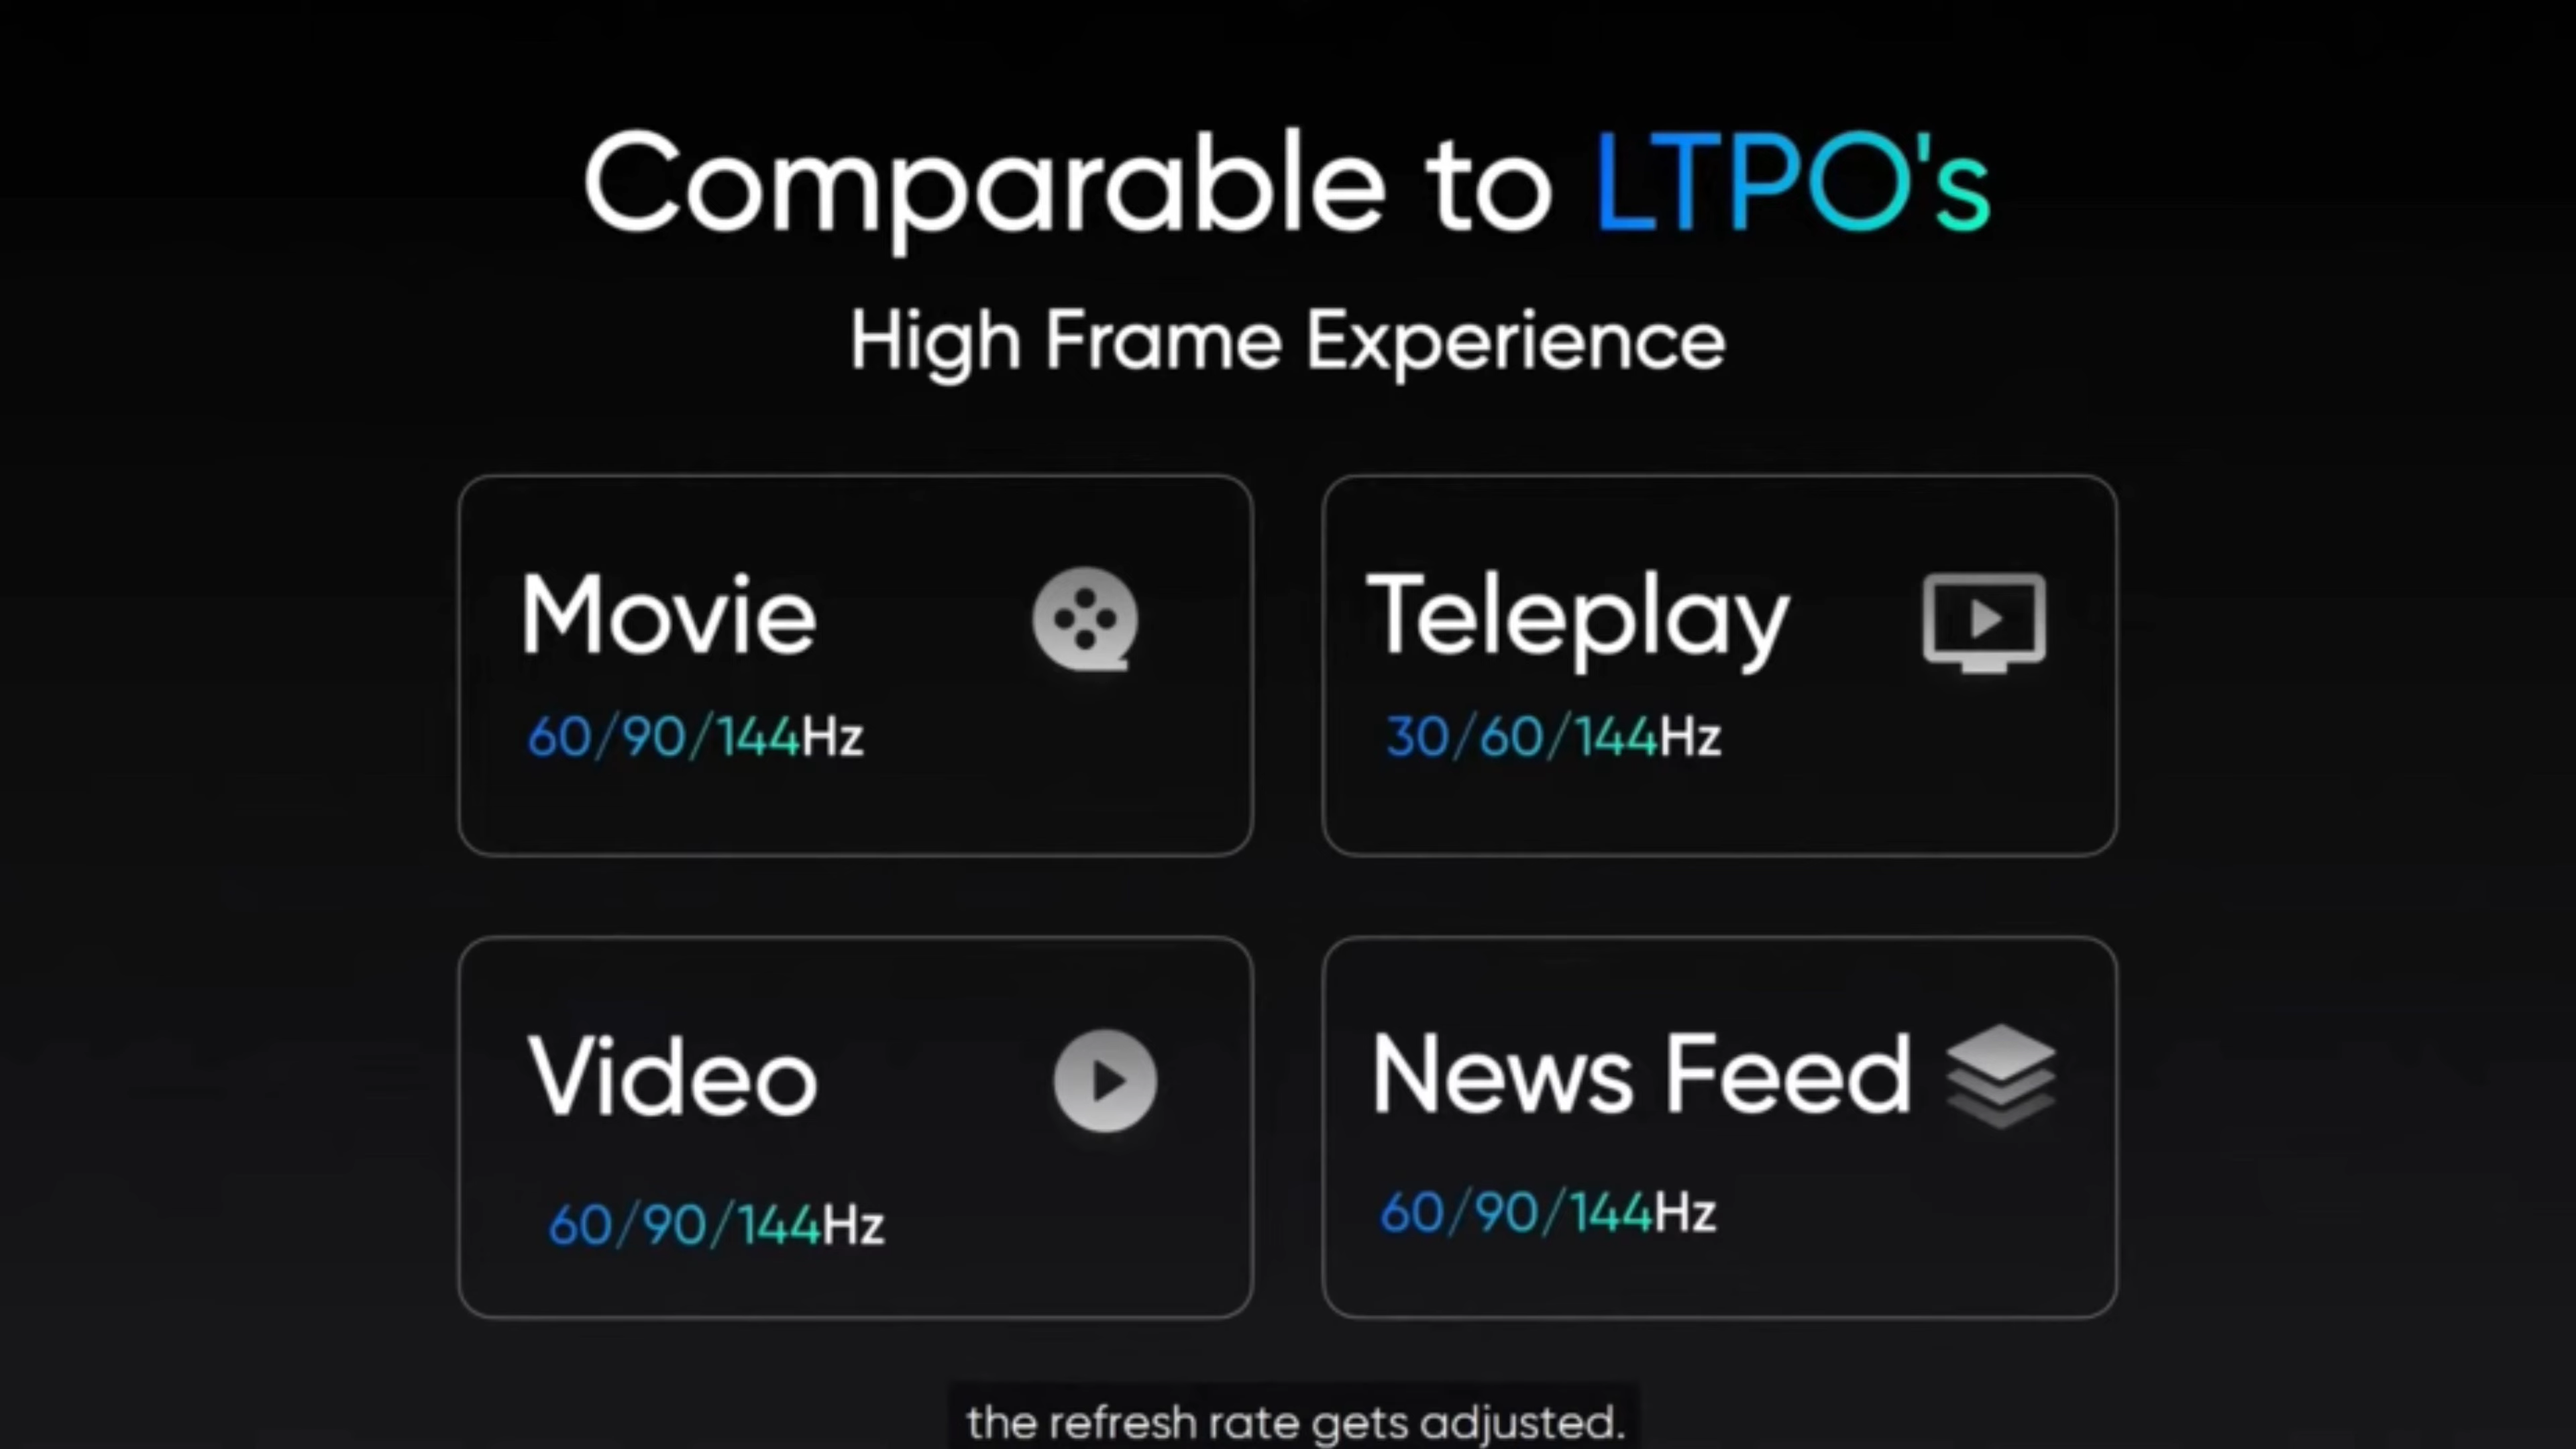 Comparable to LTPO's
High Frame Experience
Movie
60/90/144Hz
Teleplay
30/60/144Hz
Video
60/90/144Hz
News Feed
60/90/144Hz
the refresh rate gets adjusted.